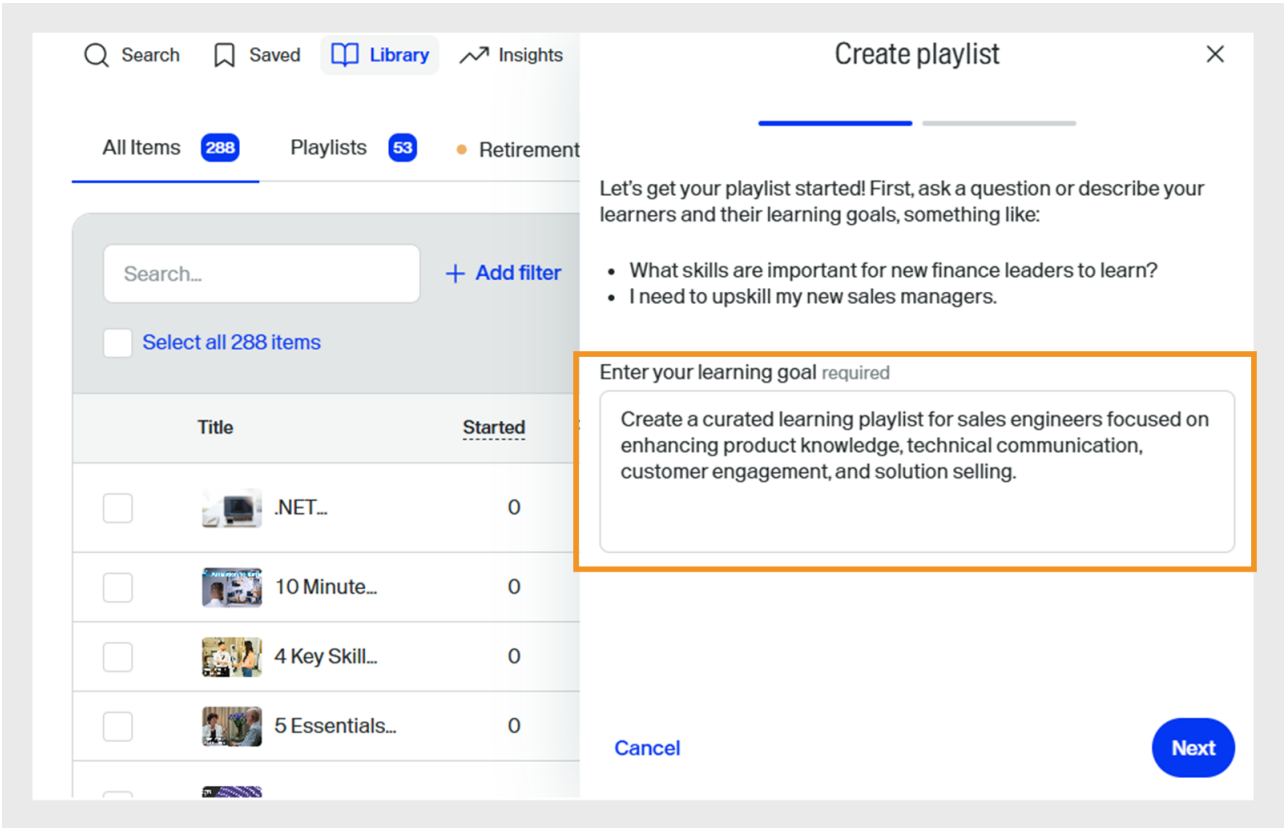 Search
Saved
Library
Insights
All Items 288
Playlists 53
Retirement
Search...
+ Add filter
Select all 288 items
Title
Started
.NET... 0
10 Minute... 0
4 Key Skill... 0
5 Essentials... 0
Create playlist
Let's get your playlist started! First, ask a question or describe your
learners and their learning goals, something like:
• What skills are important for new finance leaders to learn?
• I need to upskill my new sales managers.
Enter your learning goal required
Create a curated learning playlist for sales engineers focused on
enhancing product knowledge, technical communication,
customer engagement, and solution selling.
Cancel
Next